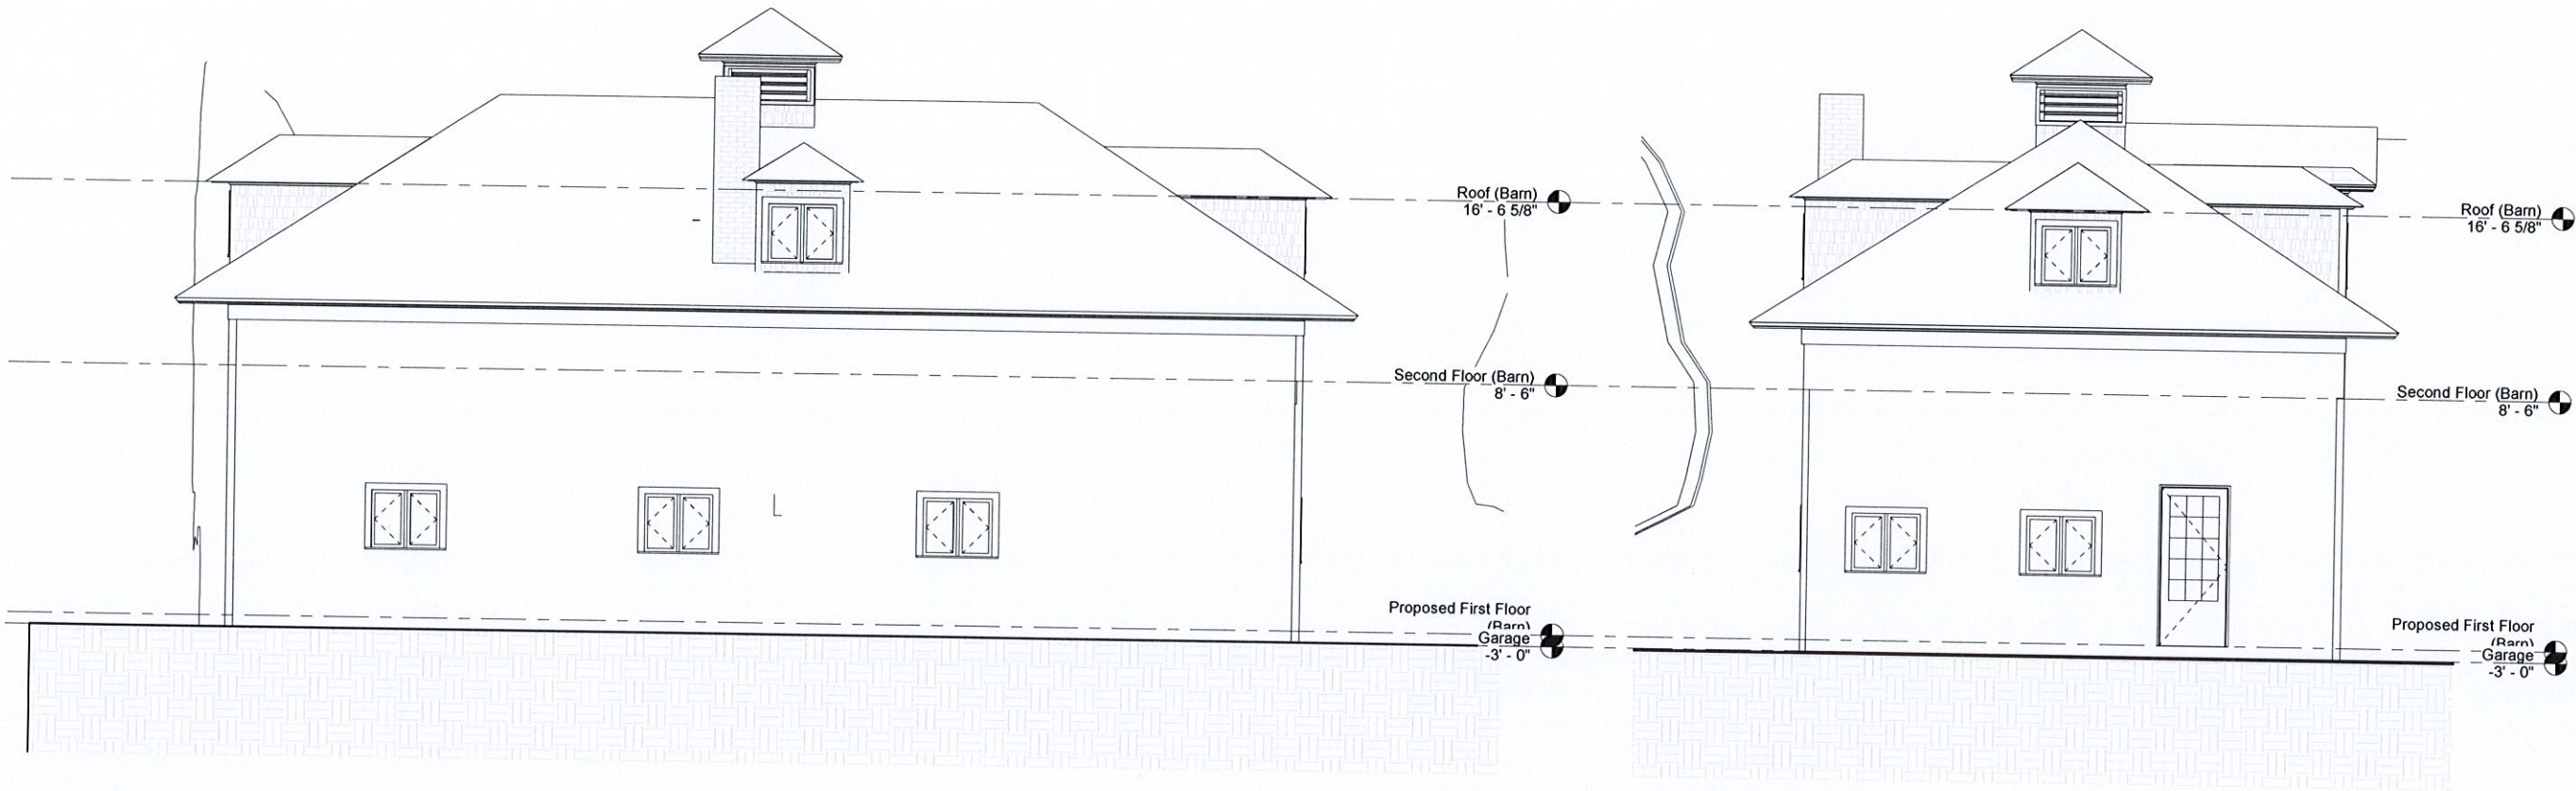 Roof (Barn)
16' - 6 5/8"
Second Floor (Barn)
8' - 6"
Proposed First Floor
(Barn)
Garage
-3' - 0"
Roof (Barn)
16' - 6 5/8"
Second Floor (Barn)
8' - 6"
Proposed First Floor
(Barn)
Garage
-3' - 0"